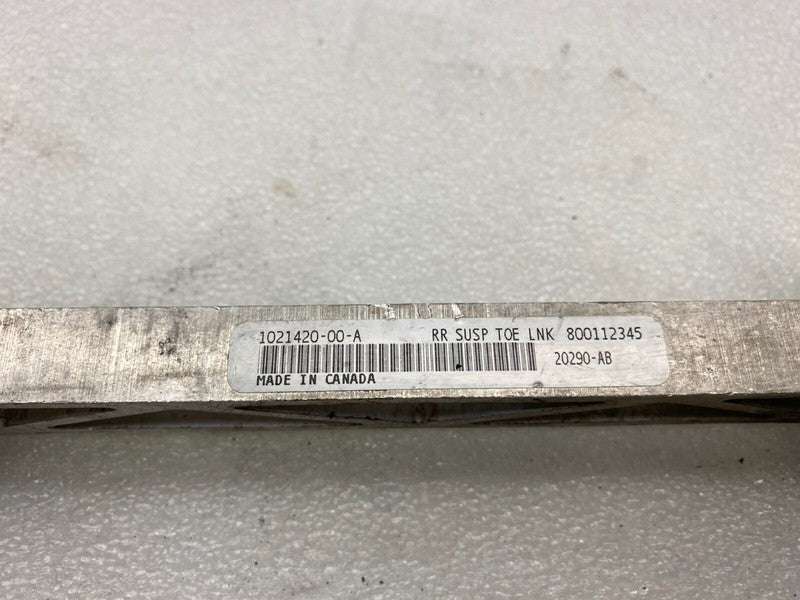 1021420-00-A RR SUSP TOE LNK 800112345
20290-AB
MADE IN CANADA